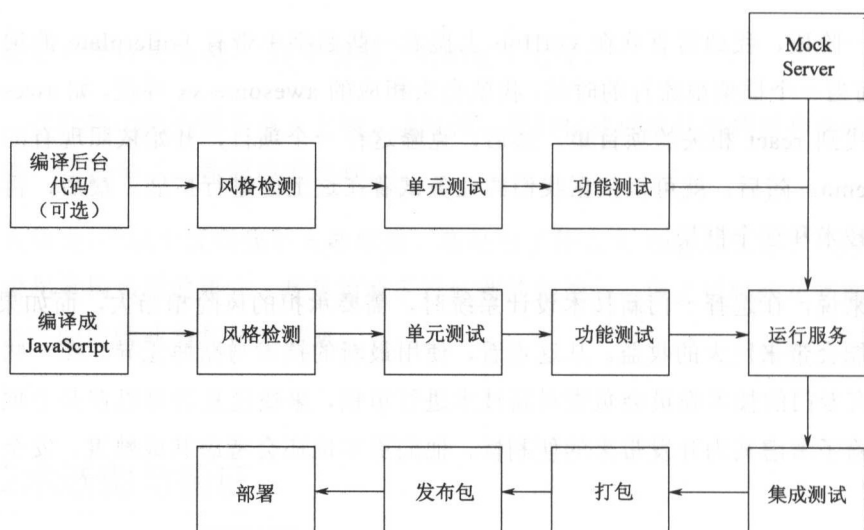 Mock
Server
编译后台
代码
（可选）
风格检测
单元测试
功能测试
编译成
JavaScript
风格检测
单元测试
功能测试
运行服务
部署
发布包
打包
集成测试